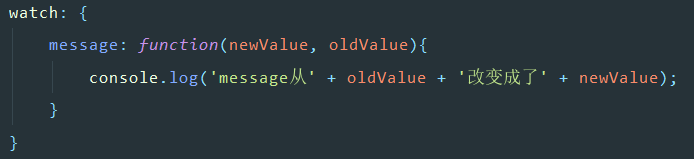 watch: {
    message: function(newValue, oldValue){
        console.log('message从' + oldValue + '改变成了' + newValue);
    }
}